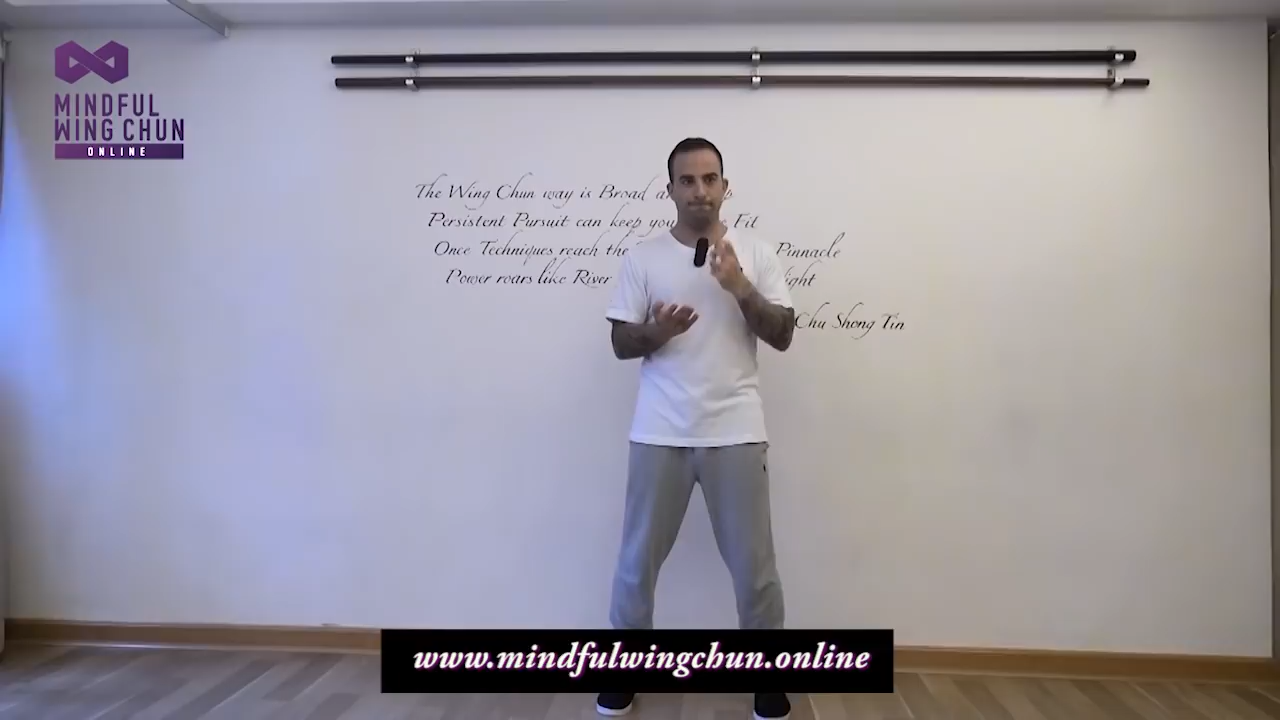 MINDFUL
WING CHUN
ONLINE
The Wing Chun way is Broad
Persistent Pursuit can keep you Fit
Once Techniques reach the Pinnacle
Power roars like River
Chu Shong Tin
www.mindfulwingchun.online